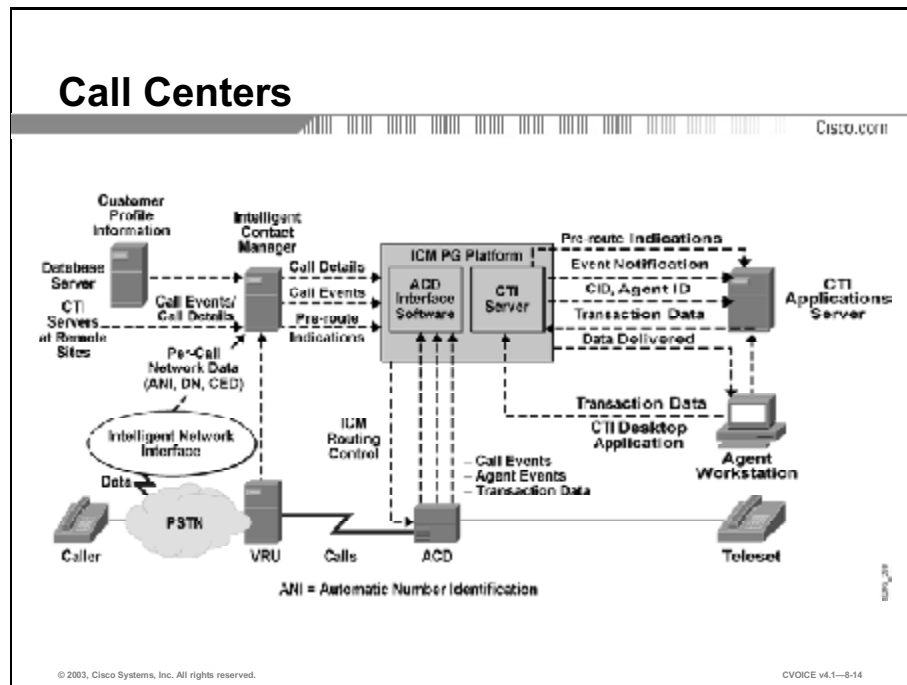 Call Centers
Cisco.com
Customer
Profile
Information
Intelligent
Contact
Manager
Database
Server
CTI
Servers
at Remote
Sites
Call Events/
Call Details
Per-Call
Network Data
(ANI, DN, CED)
Intelligent Network
Interface
Data
Call Details
Call Events
Pre-route
Indications
ICM PG Platform
ACD
Interface
Software
CTI
Server
Pre-route Indications
Event Notification
CID, Agent ID
Transaction Data
Data Delivered
CTI
Applications
Server
Transaction Data
CTI Desktop
Application
Agent
Workstation
ICM
Routing
Control
– Call Events
– Agent Events
– Transaction Data
PSTN
Caller
VRU
Calls
ACD
Teleset
ANI = Automatic Number Identification
© 2003, Cisco Systems, Inc. All rights reserved.
CVOICE v4.1—8-14